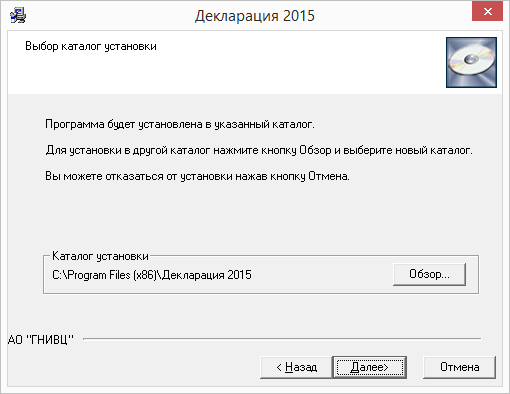 Декларация 2015
Выбор каталог установки
Программа будет установлена в указанный каталог.
Для установки в другой каталог нажмите кнопку Обзор и выберите новый каталог.
Вы можете отказаться от установки нажав кнопку Отмена.
Каталог установки
C:\Program Files (x86)\Декларация 2015
Обзор...
АО "ГНИВЦ"
< Назад
Далее>
Отмена